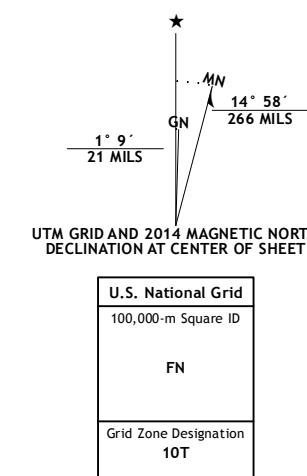 ★
MN
14° 58´
266 MILS
GN
1° 9´
21 MILS
UTM GRID AND 2014 MAGNETIC NORT
DECLINATION AT CENTER OF SHEET
U.S. National Grid
100,000-m Square ID
FN
Grid Zone Designation
10T